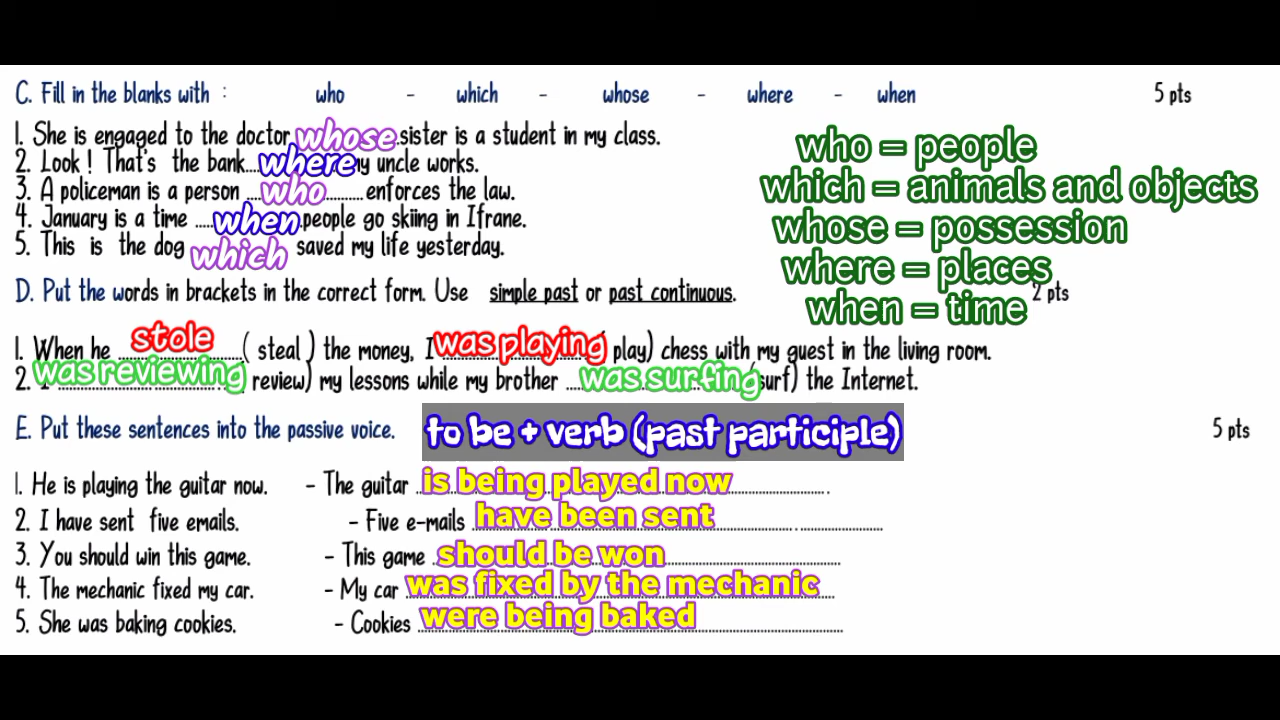 C. Fill in the blanks with : who - which - whose - where - when 5 pts
1. She is engaged to the doctor whose sister is a student in my class.
2. Look ! That's the bank....where my uncle works.
3. A policeman is a person ....who.......... enforces the law.
4. January is a time .....when.people go skiing in Ifrane.
5. This is the dog which saved my life yesterday.
who = people
which = animals and objects
whose = possession
where = places
when = time
D. Put the words in brackets in the correct form. Use simple past or past continuous. 2 pts
1. When he stole ( steal ) the money, I was playing ( play) chess with my guest in the living room.
2. I was reviewing ( review) my lessons while my brother .... was surfing (surf) the Internet.
E. Put these sentences into the passive voice. to be + verb (past participle) 5 pts
1. He is playing the guitar now. - The guitar is being played now
2. I have sent five emails. - Five e-mails have been sent
3. You should win this game. - This game should be won
4. The mechanic fixed my car. - My car was fixed by the mechanic
5. She was baking cookies. - Cookies were being baked